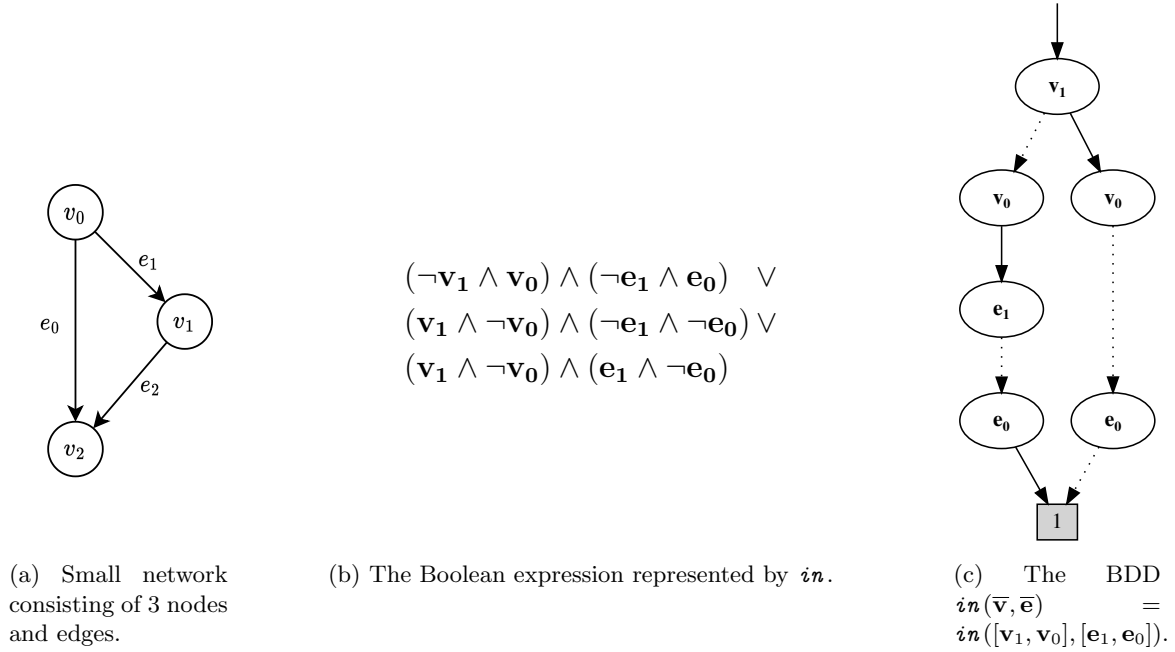 v₀
e₁
e₀
v₁
e₂
v₂
(a) Small network
consisting of 3 nodes
and edges.
(¬v₁ ∧ v₀) ∧ (¬e₁ ∧ e₀) ∨
(v₁ ∧ ¬v₀) ∧ (¬e₁ ∧ ¬e₀) ∨
(v₁ ∧ ¬v₀) ∧ (e₁ ∧ ¬e₀)
(b) The Boolean expression represented by in.
v₁
v₀ v₀
e₁
e₀ e₀
1
(c) The BDD
in(v̅, e̅) =
in([v₁, v₀], [e₁, e₀]).